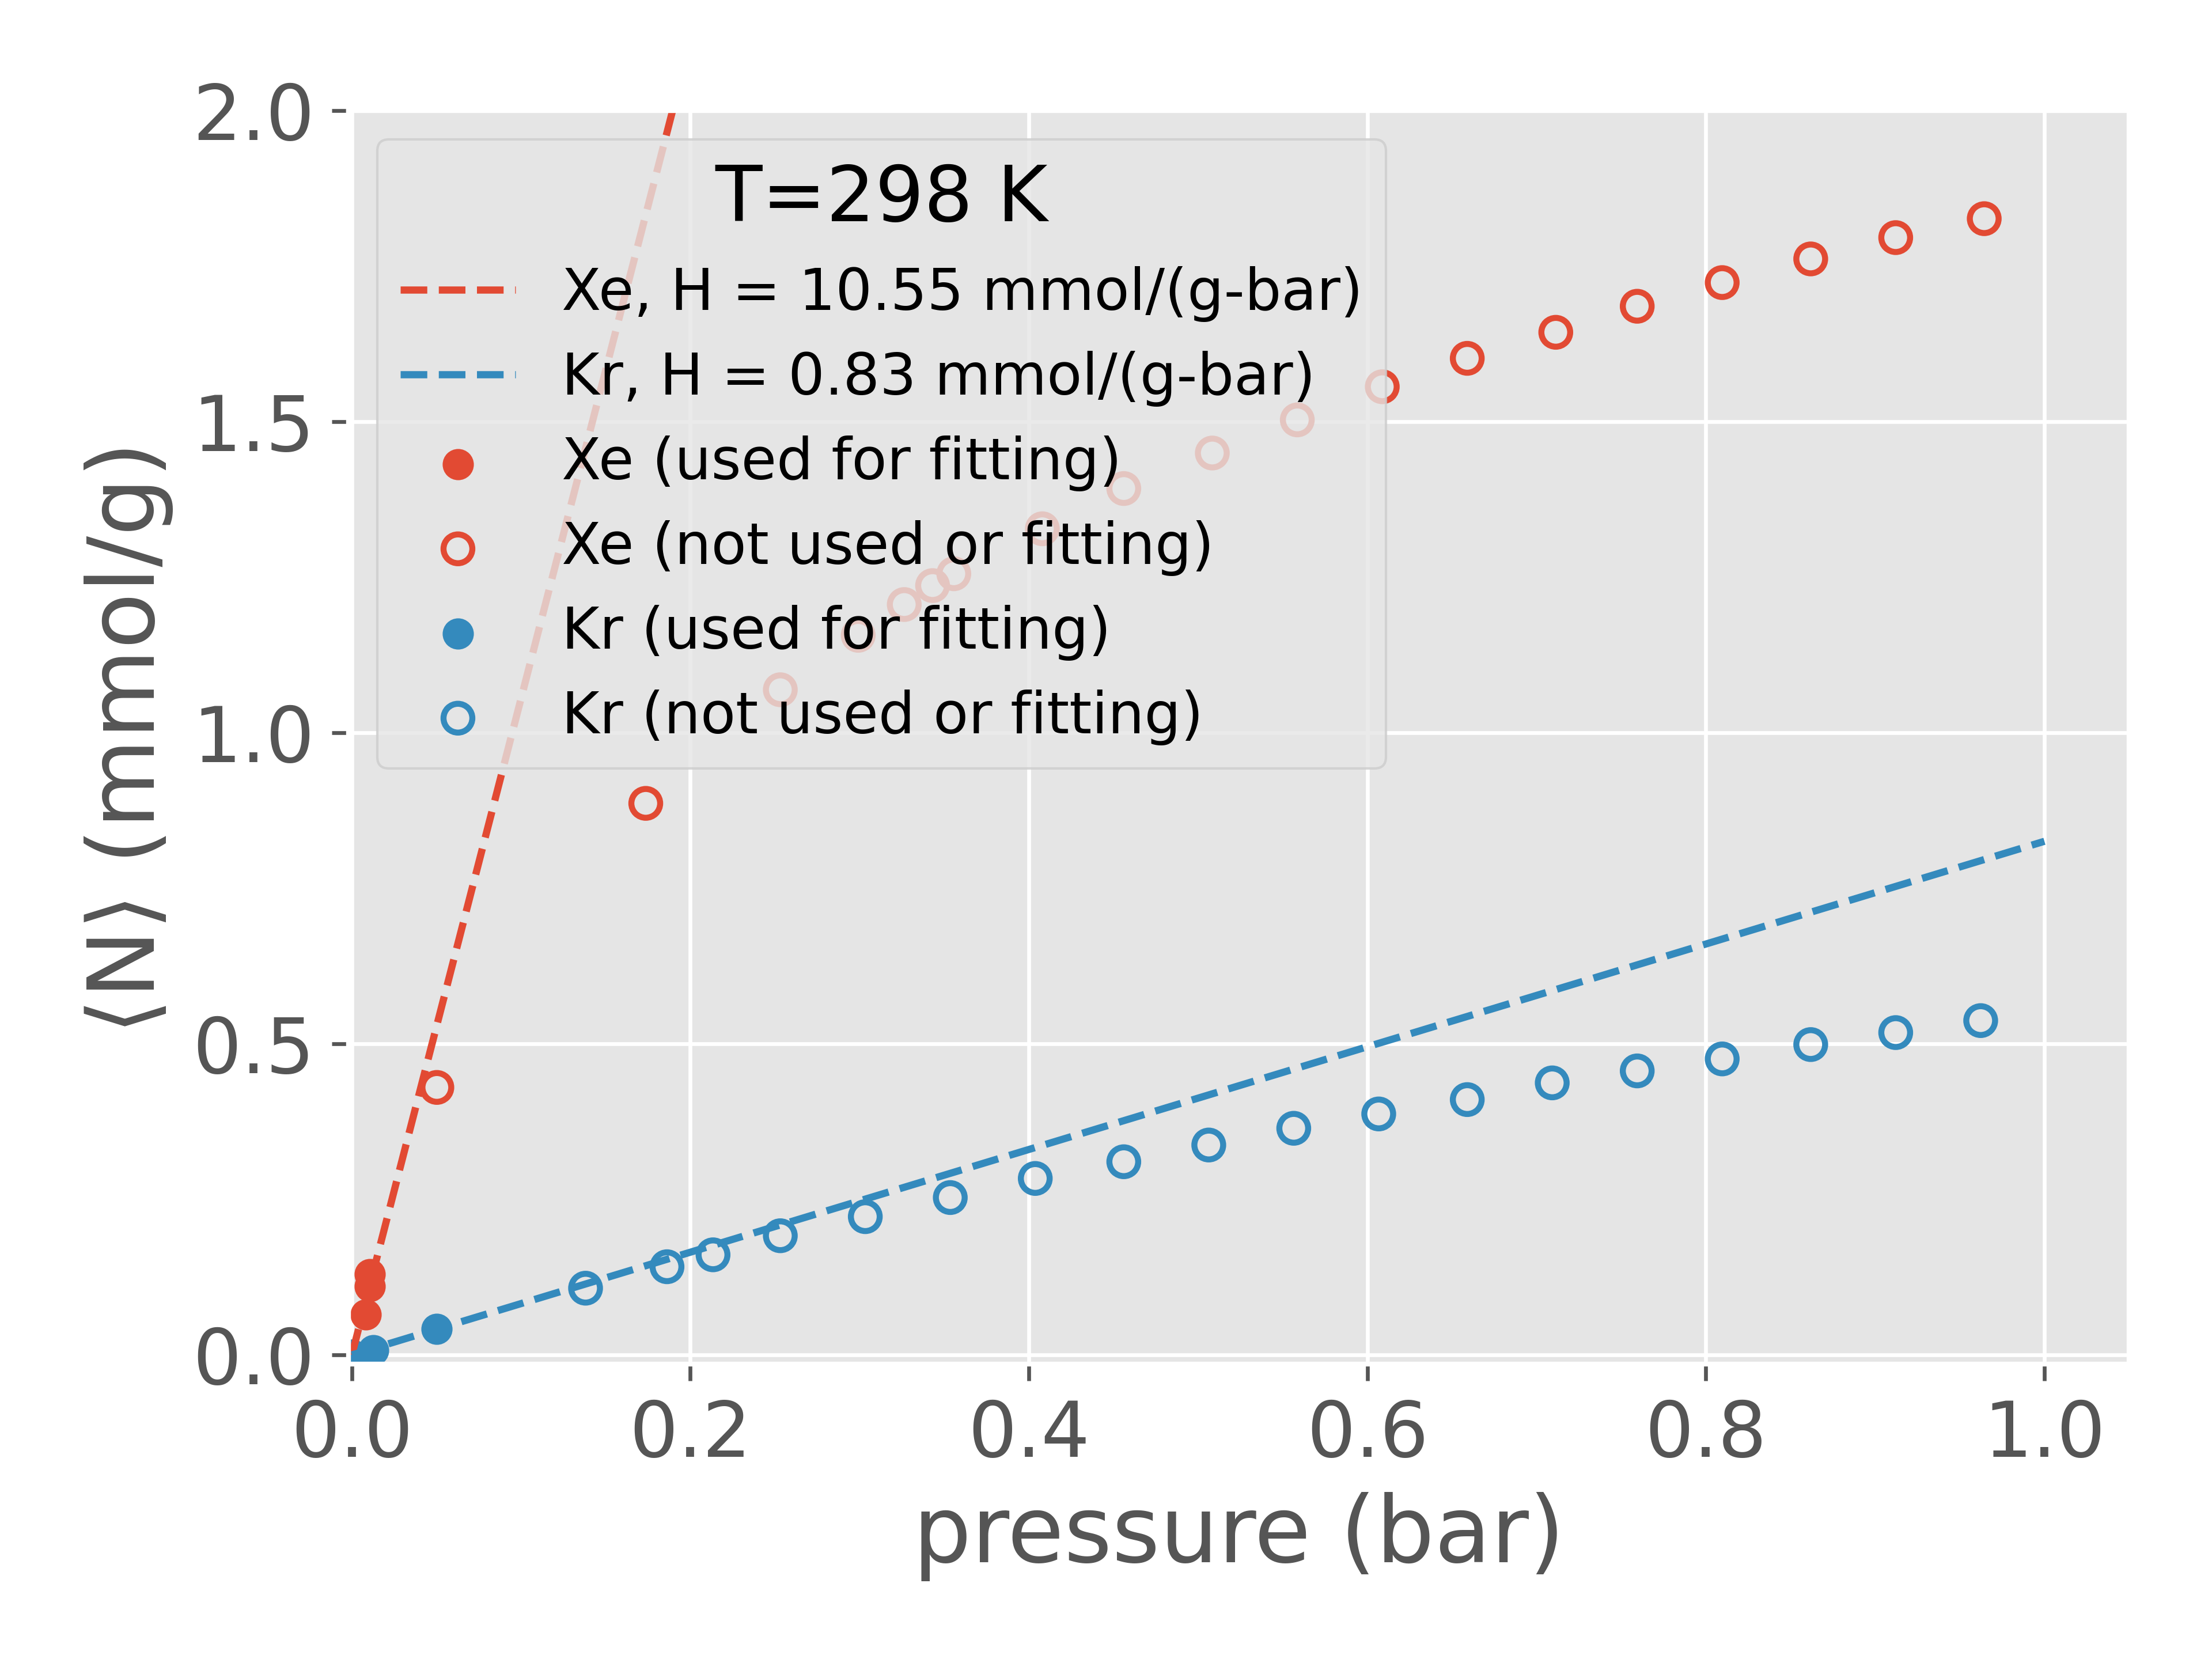 2.0
1.5
1.0
0.5
0.0
⟨N⟩ (mmol/g)
T=298 K
Xe, H = 10.55 mmol/(g-bar)
Kr, H = 0.83 mmol/(g-bar)
Xe (used for fitting)
Xe (not used or fitting)
Kr (used for fitting)
Kr (not used or fitting)
0.0 0.2 0.4 0.6 0.8 1.0
pressure (bar)